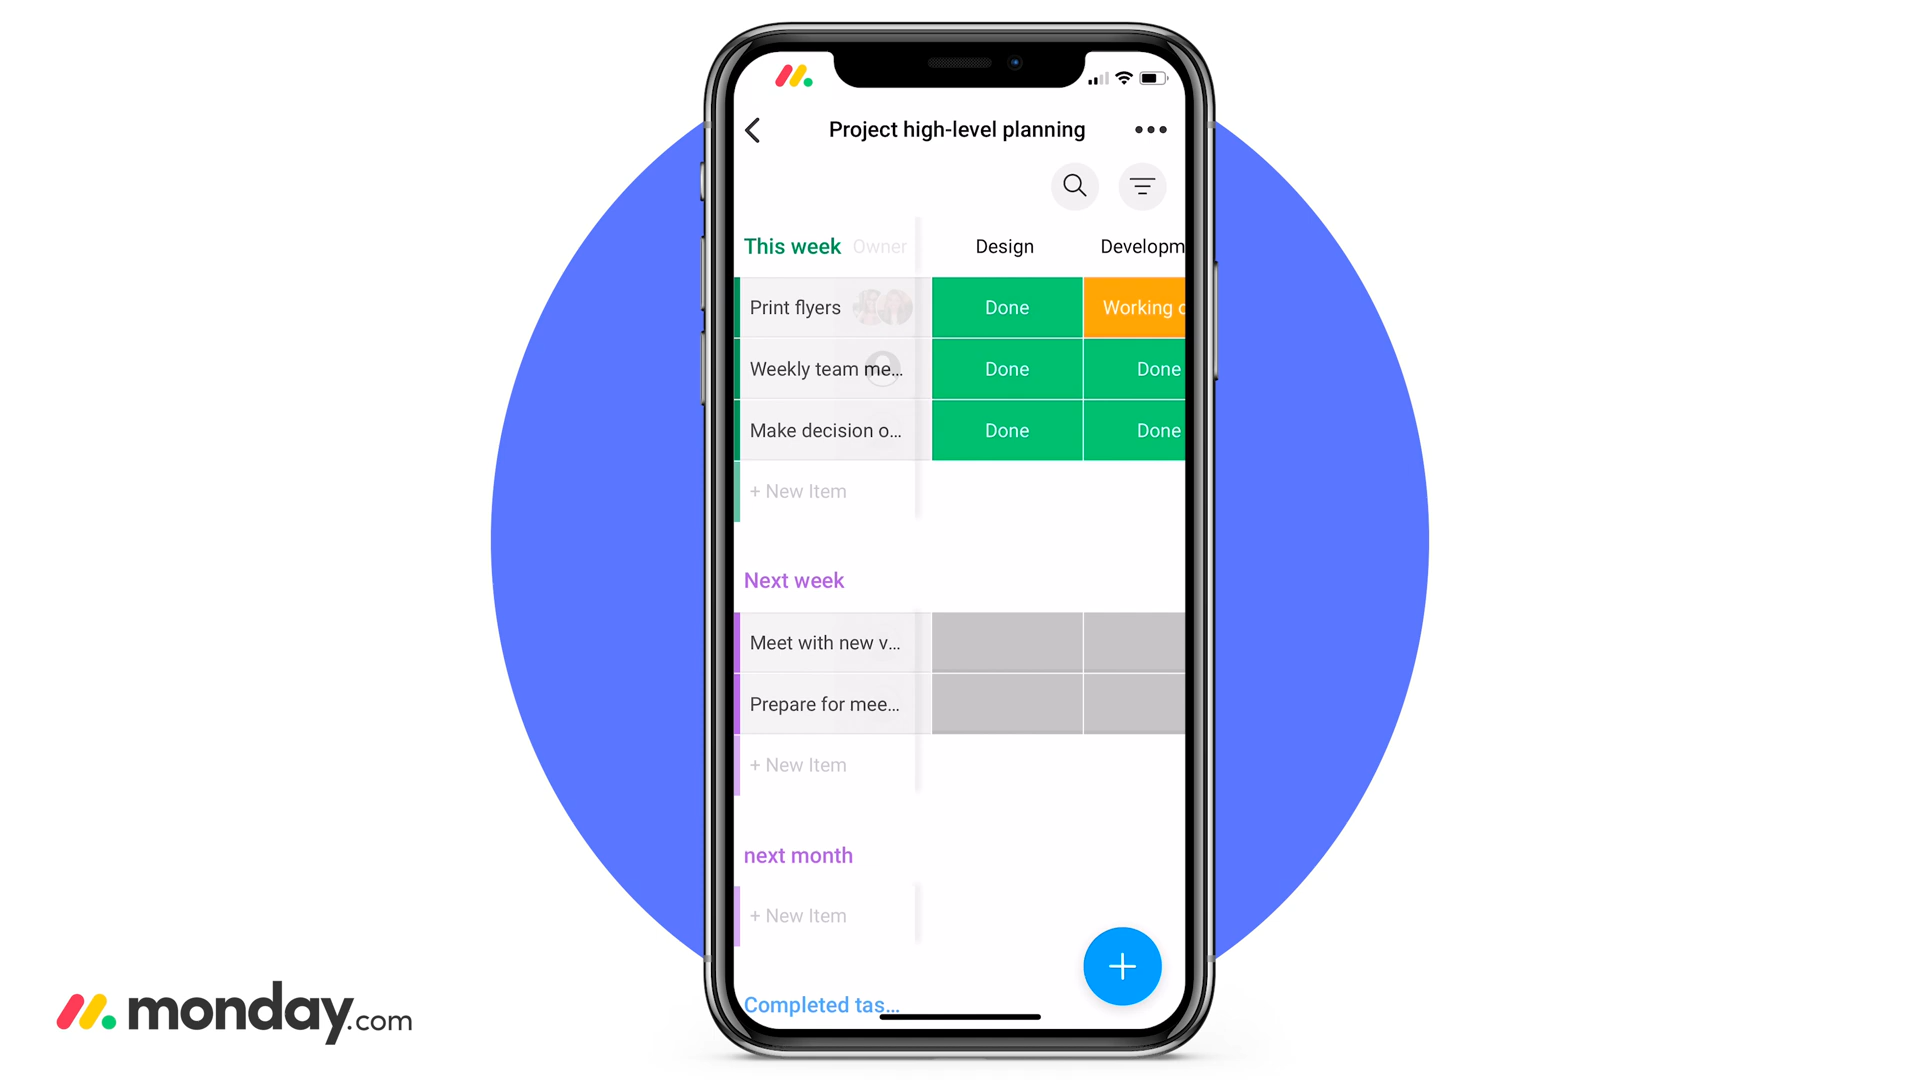 Project high-level planning
This week Owner Design Developm
Print flyers Done Working o
Weekly team me... Done Done
Make decision o... Done Done
+ New Item
Next week
Meet with new v...
Prepare for mee...
+ New Item
next month
+ New Item
Completed tas...
monday.com